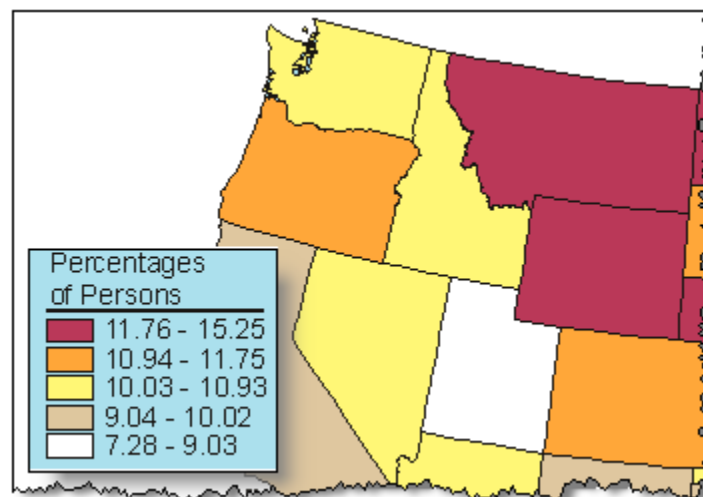 Percentages
of Persons
11.76 - 15.25
10.94 - 11.75
10.03 - 10.93
9.04 - 10.02
7.28 - 9.03